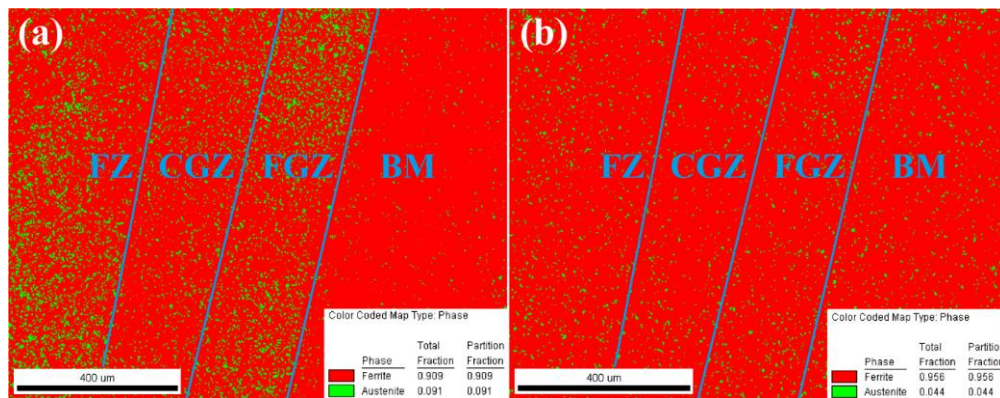 (a)
FZ CGZ FGZ BM
Color Coded Map Type: Phase
Total Partition
Phase Fraction Fraction
Ferrite 0.909 0.909
Austenite 0.091 0.091
400 um
(b)
FZ CGZ FGZ BM
Color Coded Map Type: Phase
Total Partition
Phase Fraction Fraction
Ferrite 0.956 0.956
Austenite 0.044 0.044
400 um